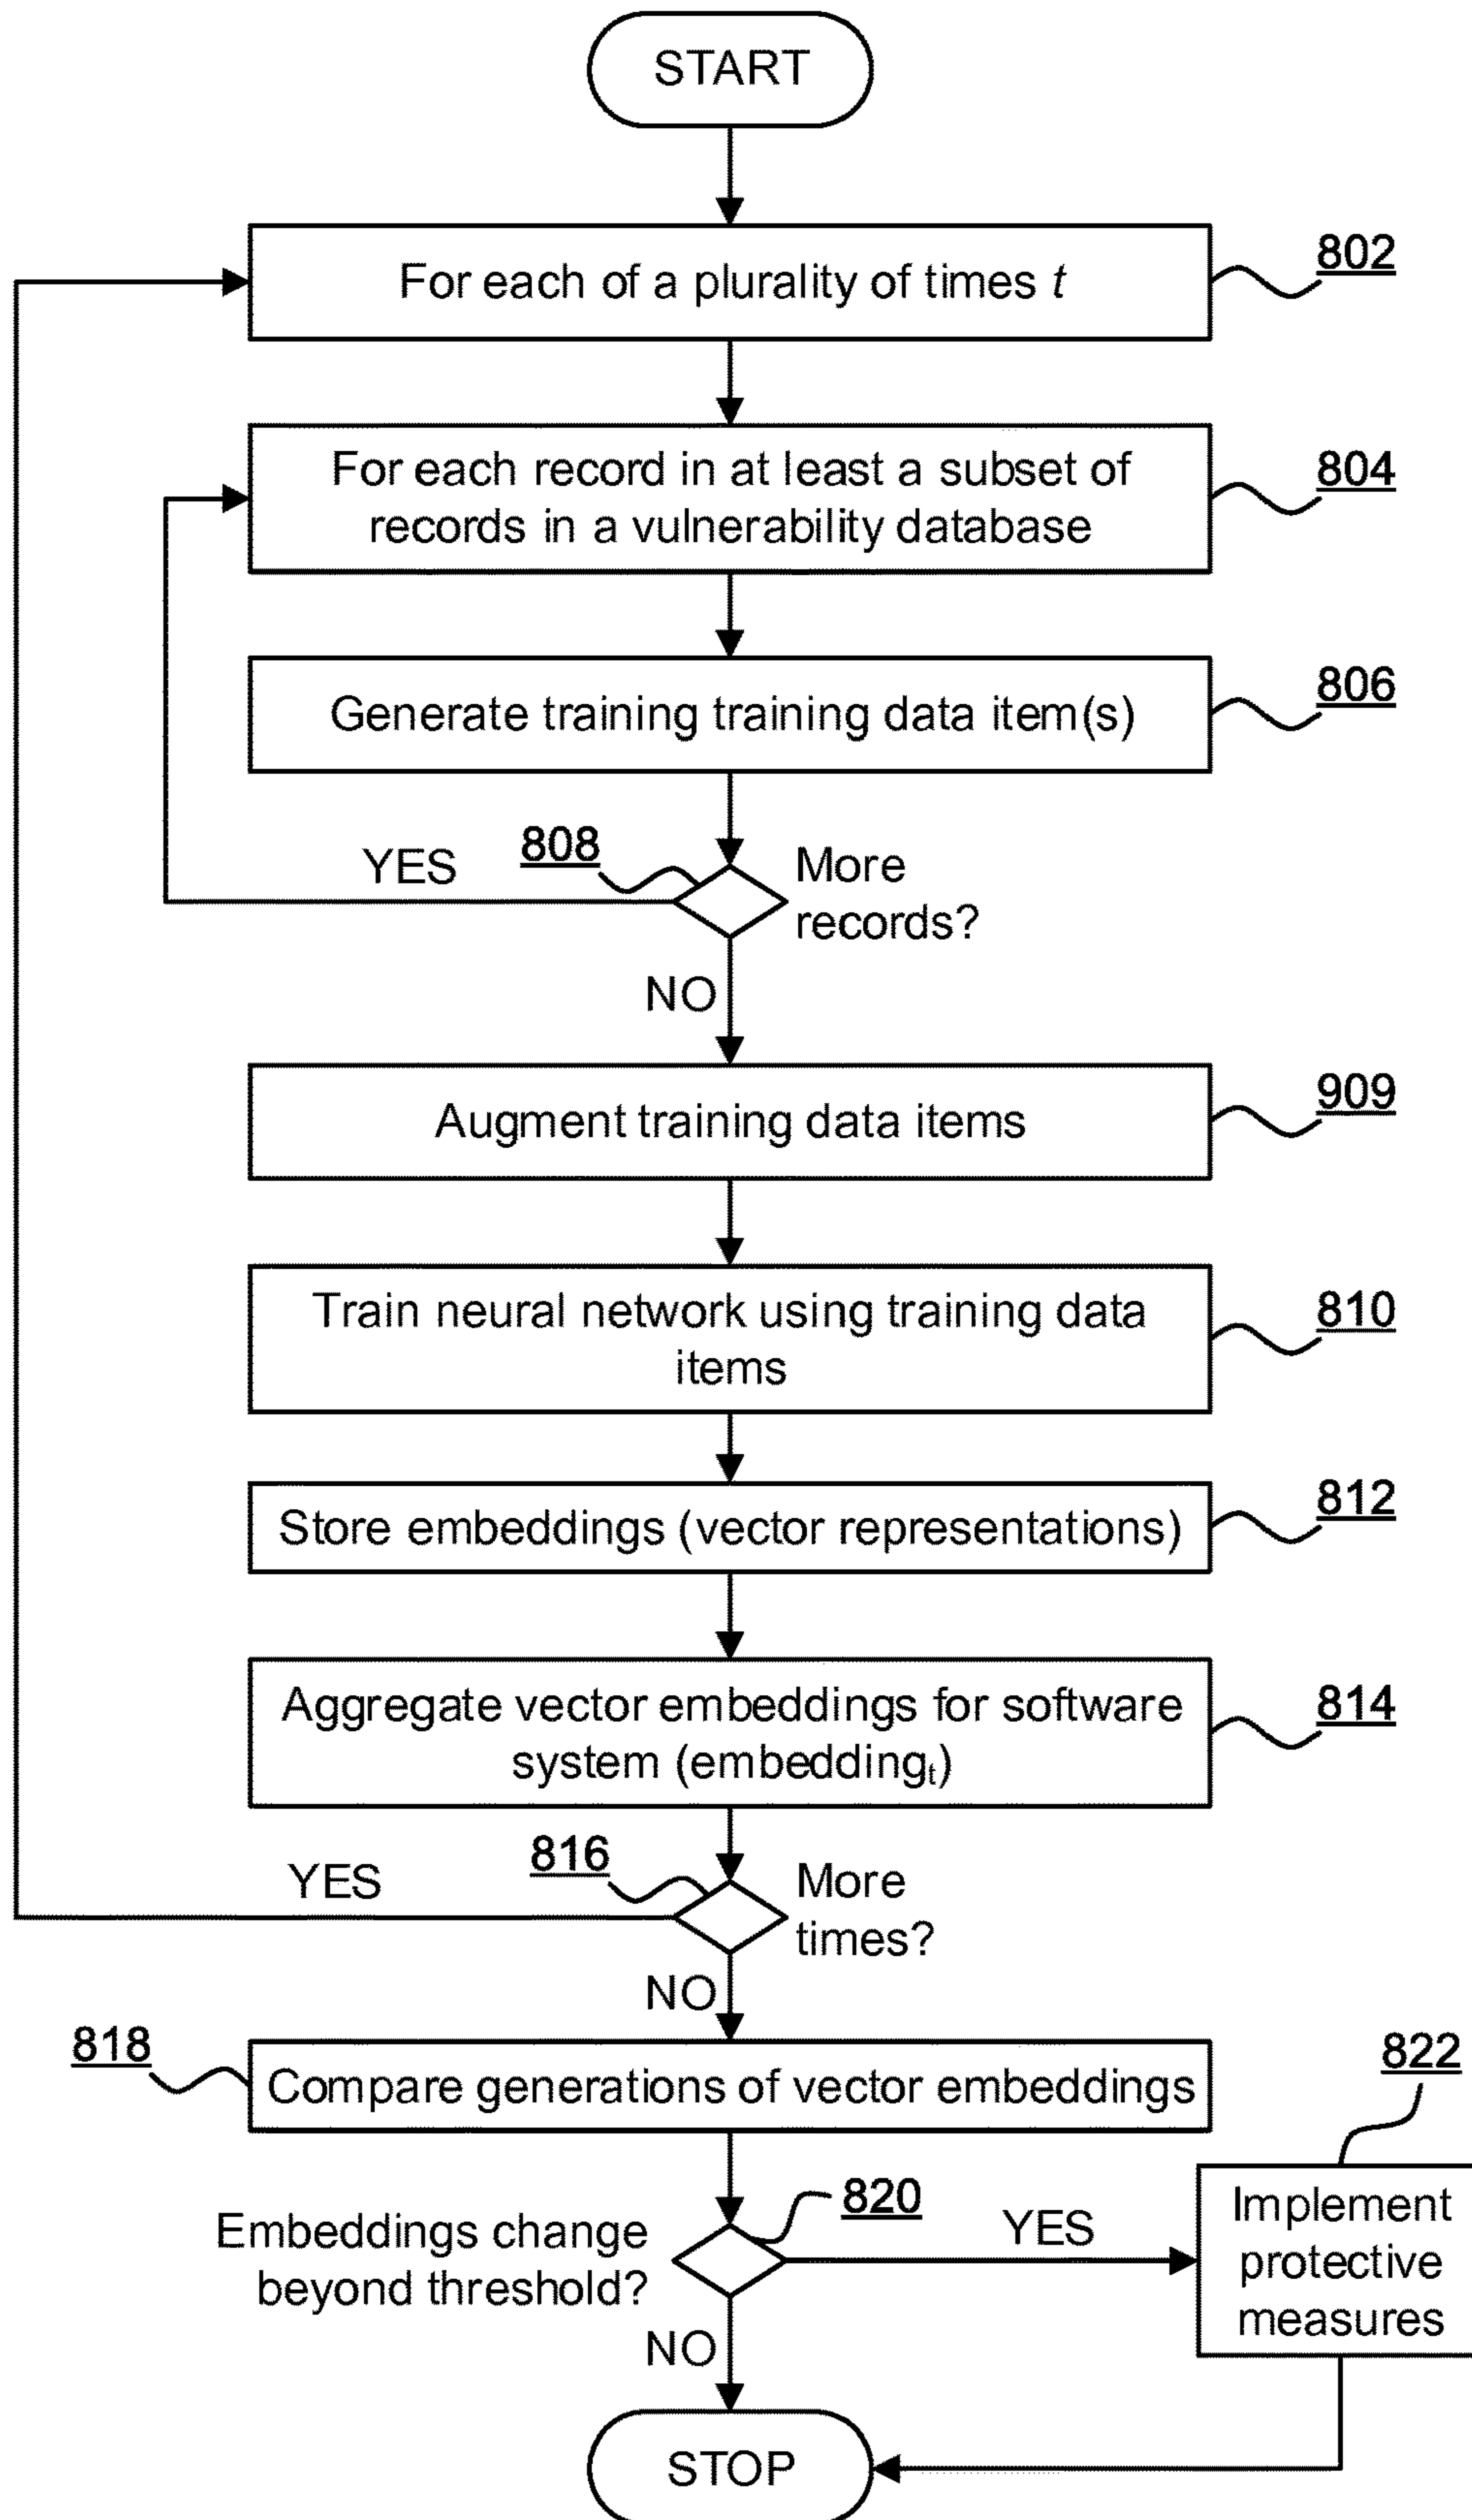 START
For each of a plurality of times t
802
For each record in at least a subset of
records in a vulnerability database
804
Generate training training data item(s)
806
808
YES
More
records?
NO
Augment training data items
909
Train neural network using training data
items
810
Store embeddings (vector representations)
812
Aggregate vector embeddings for software
system (embeddingt)
814
816
YES
More
times?
NO
818
Compare generations of vector embeddings
822
820
Embeddings change
beyond threshold?
YES
Implement
protective
measures
NO
STOP